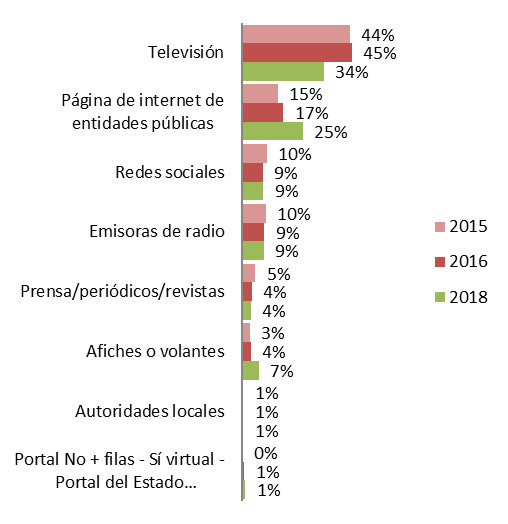 Televisión
44%
45%
34%
Página de internet de
entidades públicas
15%
17%
25%
Redes sociales
10%
9%
9%
Emisoras de radio
10%
9%
9%
Prensa/periódicos/revistas
5%
4%
4%
Afiches o volantes
3%
4%
7%
Autoridades locales
1%
1%
1%
Portal No + filas - Sí virtual -
Portal del Estado...
0%
1%
1%
2015
2016
2018